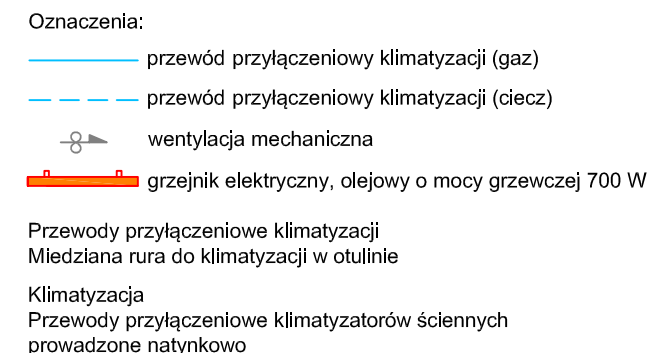 Oznaczenia:
przewód przyłączeniowy klimatyzacji (gaz)
przewód przyłączeniowy klimatyzacji (ciecz)
wentylacja mechaniczna
grzejnik elektryczny, olejowy o mocy grzewczej 700 W
Przewody przyłączeniowe klimatyzacji
Miedziana rura do klimatyzacji w otulinie
Klimatyzacja
Przewody przyłączeniowe klimatyzatorów ściennych
prowadzone natynkowo